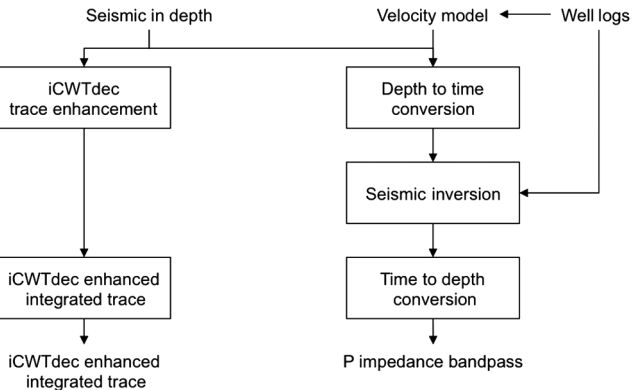 Seismic in depth
Velocity model
Well logs
iCWTdec
trace enhancement
Depth to time
conversion
Seismic inversion
iCWTdec enhanced
integrated trace
Time to depth
conversion
iCWTdec enhanced
integrated trace
P impedance bandpass